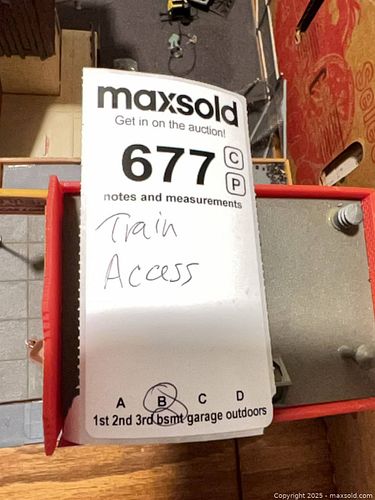 maxsold
Get in on the auction!
677 C
P
notes and measurements
Train
Access
A B C D
1st 2nd 3rd bsmt garage outdoors
Copyright 2025 - maxsold.com